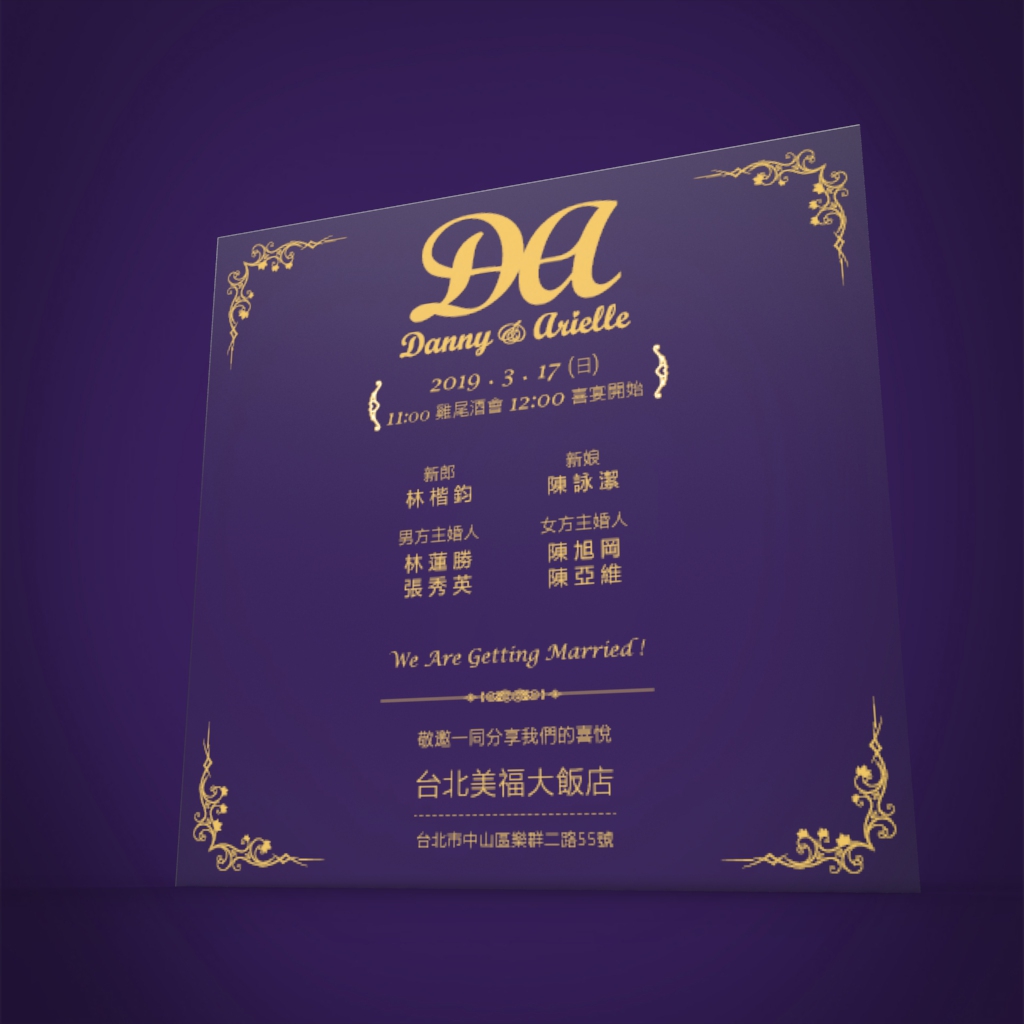 DA
Danny & Arielle
2019 . 3 . 17 (日)
11:00 雞尾酒會 12:00 喜宴開始
新郎 新娘
林楷鈞 陳詠潔
男方主婚人 女方主婚人
林蓮勝 陳旭岡
張秀英 陳亞維
We Are Getting Married !
敬邀一同分享我們的喜悅
台北美福大飯店
台北市中山區樂群二路55號